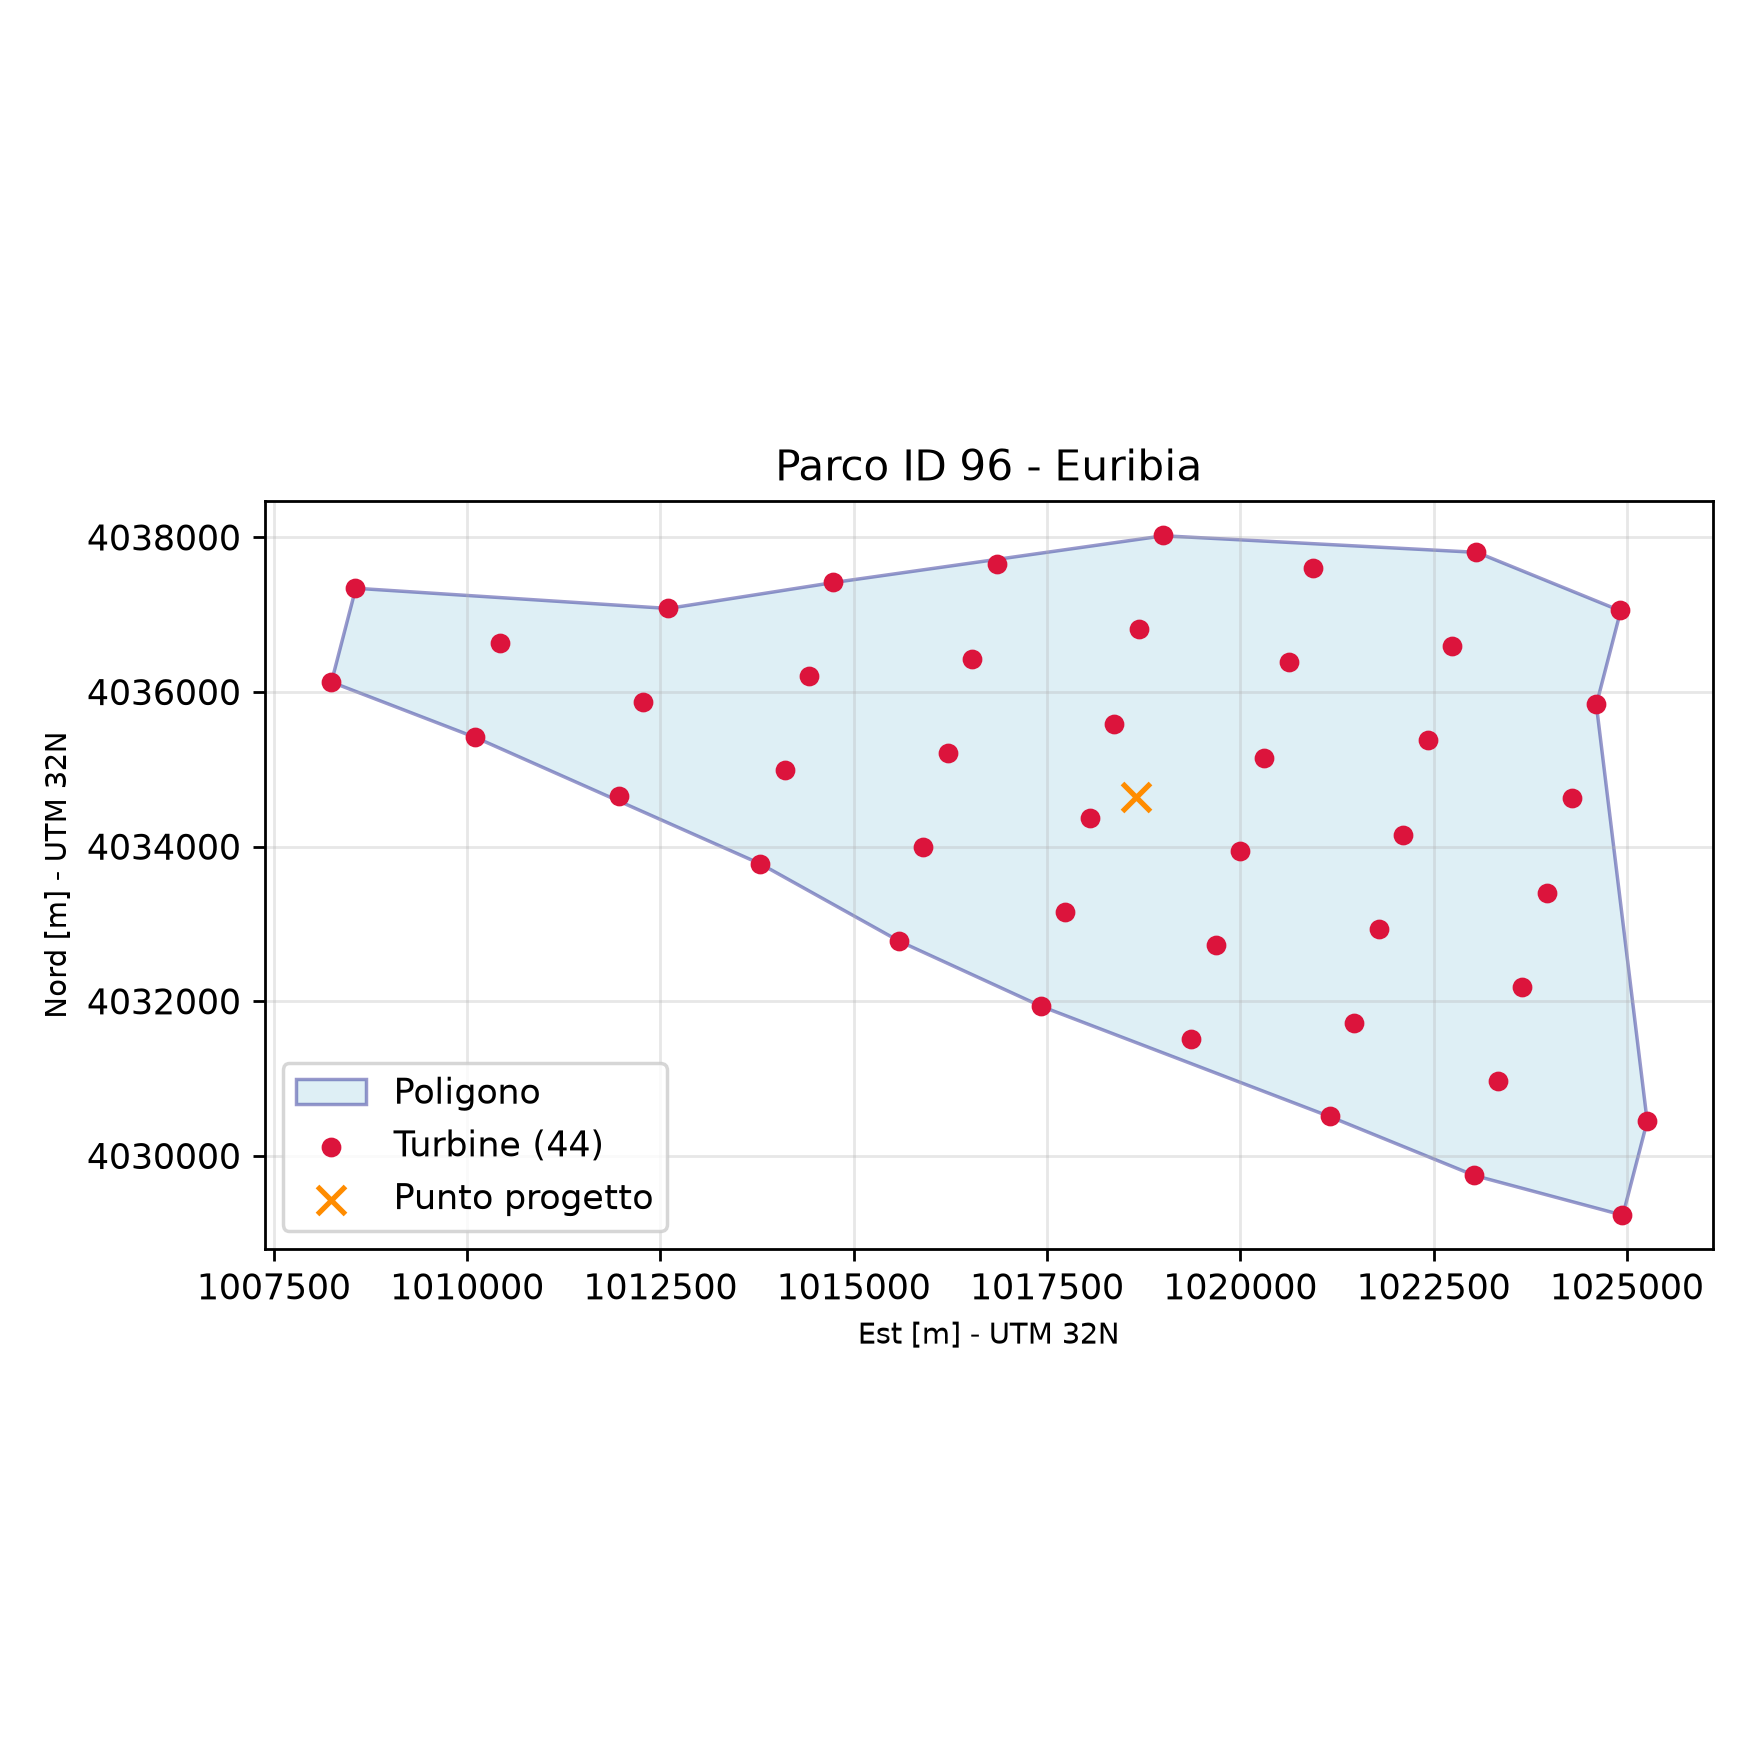 Parco ID 96 - Euribia
4038000
4036000
4034000
4032000
4030000
Nord [m] - UTM 32N
Poligono
Turbine (44)
Punto progetto
1007500 1010000 1012500 1015000 1017500 1020000 1022500 1025000
Est [m] - UTM 32N